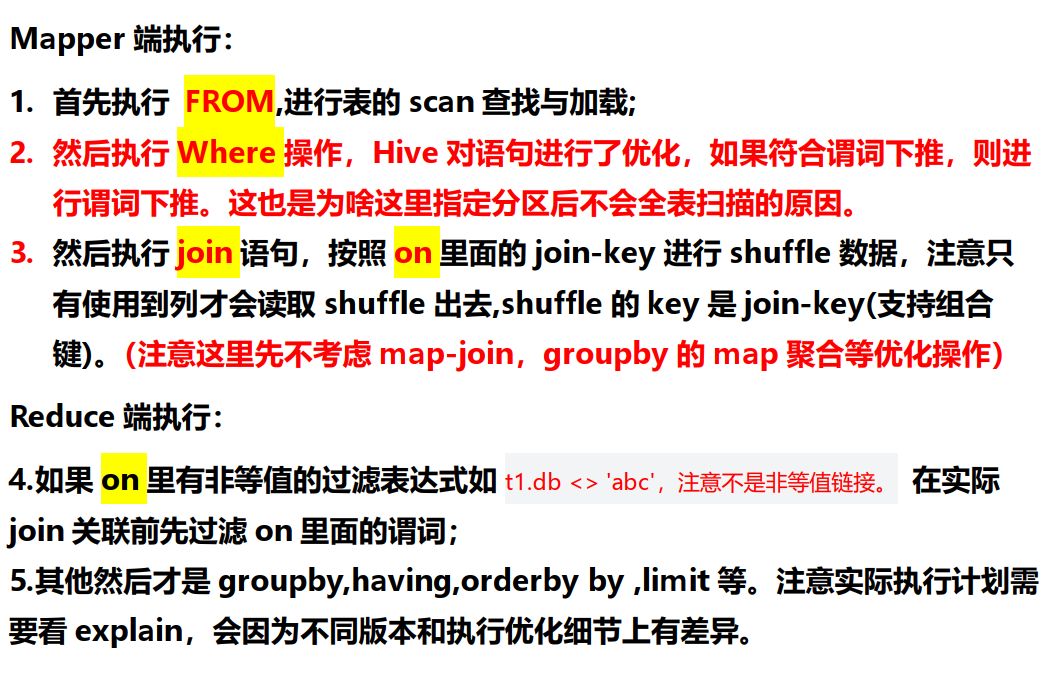 Mapper 端执行：
1. 首先执行 FROM,进行表的 scan 查找与加载;
2. 然后执行 Where 操作，Hive 对语句进行了优化，如果符合谓词下推，则进
行谓词下推。这也是为啥这里指定分区后不会全表扫描的原因。
3. 然后执行 join 语句，按照 on 里面的 join-key 进行 shuffle 数据，注意只
有使用到列才会读取 shuffle 出去,shuffle 的 key 是 join-key(支持组合
键)。（注意这里先不考虑 map-join，groupby 的 map 聚合等优化操作）
Reduce 端执行：
4.如果 on 里有非等值的过滤表达式如 t1.db <> 'abc'，注意不是非等值链接。 在实际
join 关联前先过滤 on 里面的谓词；
5.其他然后才是 groupby,having,orderby by ,limit 等。注意实际执行计划需
要看 explain，会因为不同版本和执行优化细节上有差异。